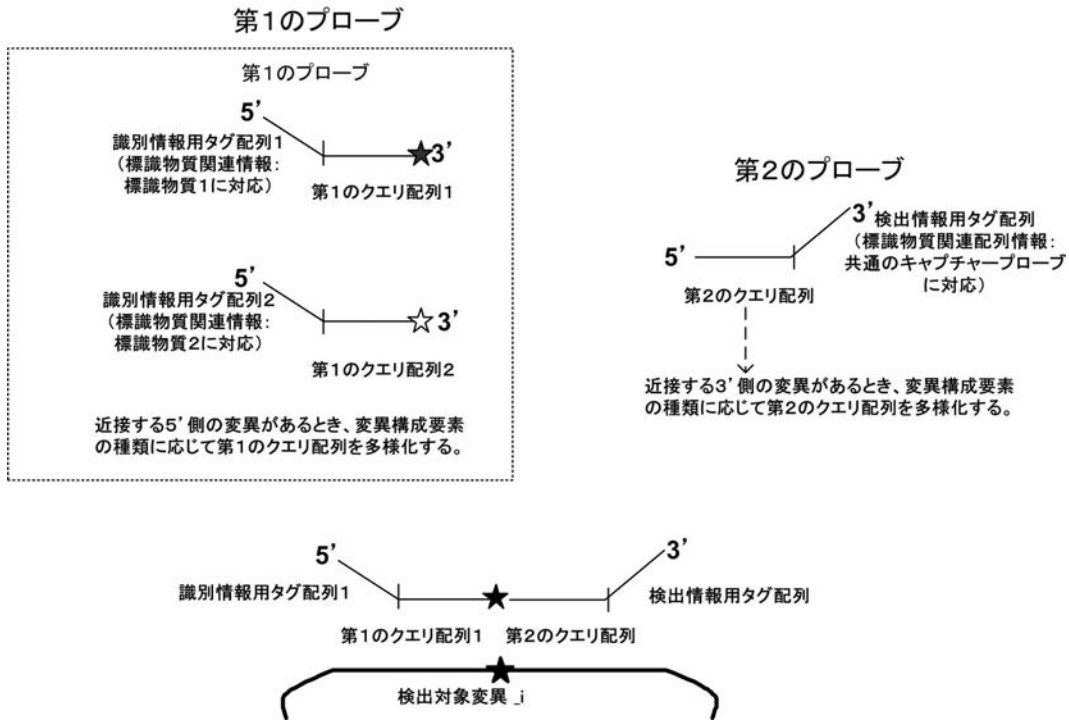 第1のプローブ
第1のプローブ
5’
識別情報用タグ配列1
(標識物質関連情報:
標識物質1に対応)
3’
第1のクエリ配列1
5’
識別情報用タグ配列2
(標識物質関連情報:
標識物質2に対応)
3’
第1のクエリ配列2
近接する5’側の変異があるとき、変異構成要素
の種類に応じて第1のクエリ配列を多様化する。
第2のプローブ
3’
検出情報用タグ配列
(標識物質関連配列情報:
共通のキャプチャープローブ
に対応)
5’
第2のクエリ配列
近接する3’側の変異があるとき、変異構成要素
の種類に応じて第2のクエリ配列を多様化する。
5’
3’
識別情報用タグ配列1
検出情報用タグ配列
第1のクエリ配列1
第2のクエリ配列
検出対象変異_i